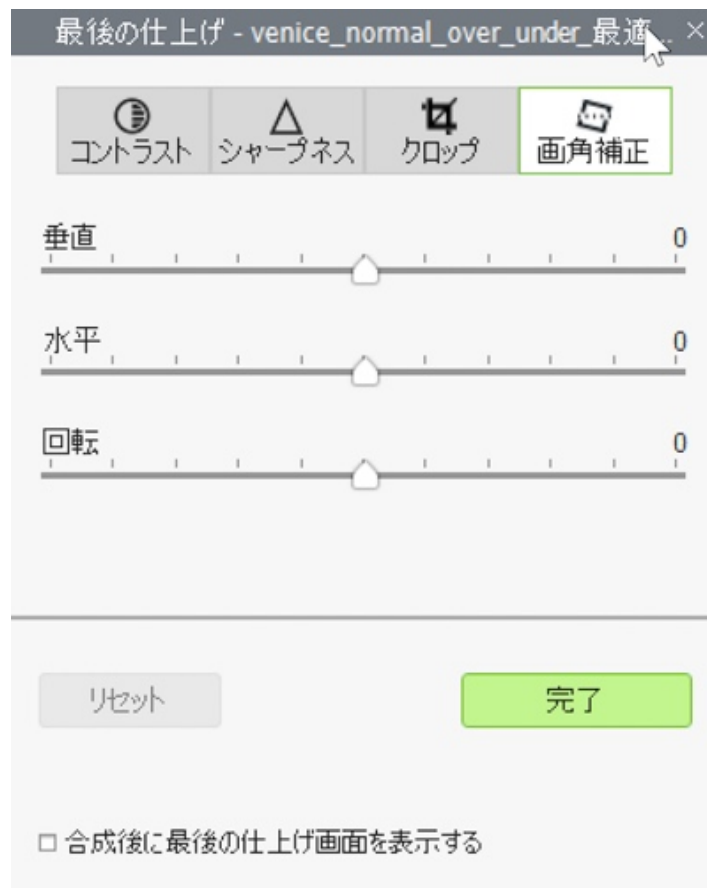 最後の仕上げ - venice_normal_over_under_最適... ×
コントラスト シャープネス クロップ 画角補正
垂直 0
水平 0
回転 0
リセット 完了
合成後に最後の仕上げ画面を表示する